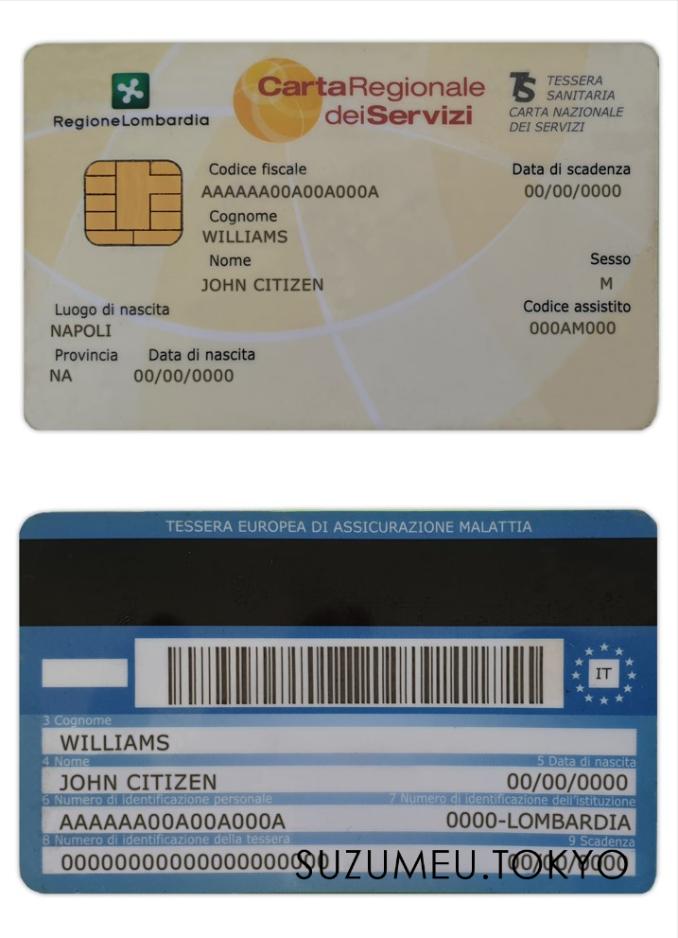 RegioneLombardia
CartaRegionale
deiServizi
TS TESSERA
SANITARIA
CARTA NAZIONALE
DEI SERVIZI
Codice fiscale
AAAAAA00A00A000A
Data di scadenza
00/00/0000
Cognome
WILLIAMS
Nome
JOHN CITIZEN
Sesso
M
Luogo di nascita
NAPOLI
Codice assistito
000AM000
Provincia Data di nascita
NA 00/00/0000
TESSERA EUROPEA DI ASSICURAZIONE MALATTIA
IT
3 Cognome
WILLIAMS
4 Nome 5 Data di nascita
JOHN CITIZEN 00/00/0000
6 Numero di identificazione personale 7 Numero di identificazione dell'istituzione
AAAAAA00A00A000A 0000-LOMBARDIA
8 Numero di identificazione della tessera 9 Scadenza
00/00/0000
SUZUMEU.TOKYO